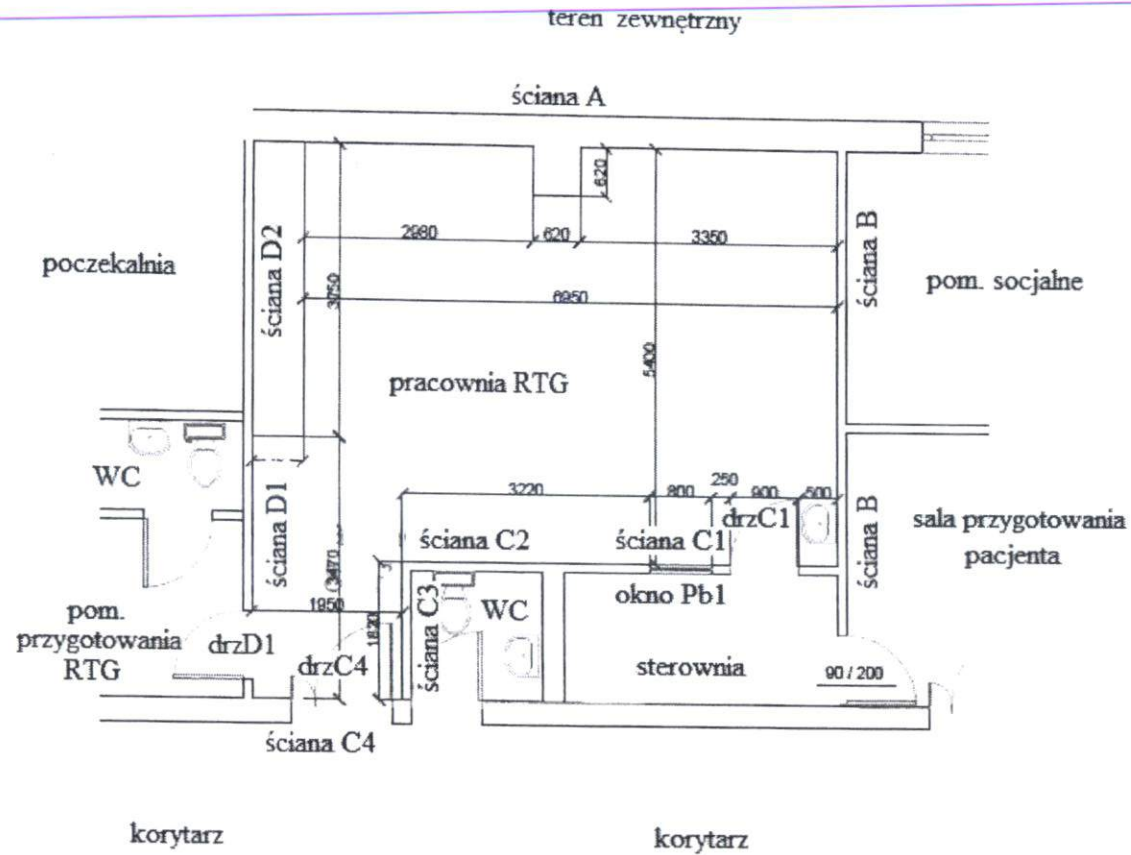 teren zewnętrzny
ściana A
620
2980
620
3350
poczekalnia
ściana D2
3750
6950
ściana B
pom. socjalne
5400
pracownia RTG
WC
3220
800
250
900
500
drzC1
ściana D1
ściana C2
ściana C1
ściana B
sala przygotowania
pacjenta
okno Pb1
1950
1820
ściana C3
WC
pom.
przygotowania
RTG
drzD1
drzC4
sterownia
90 / 200
ściana C4
korytarz
korytarz